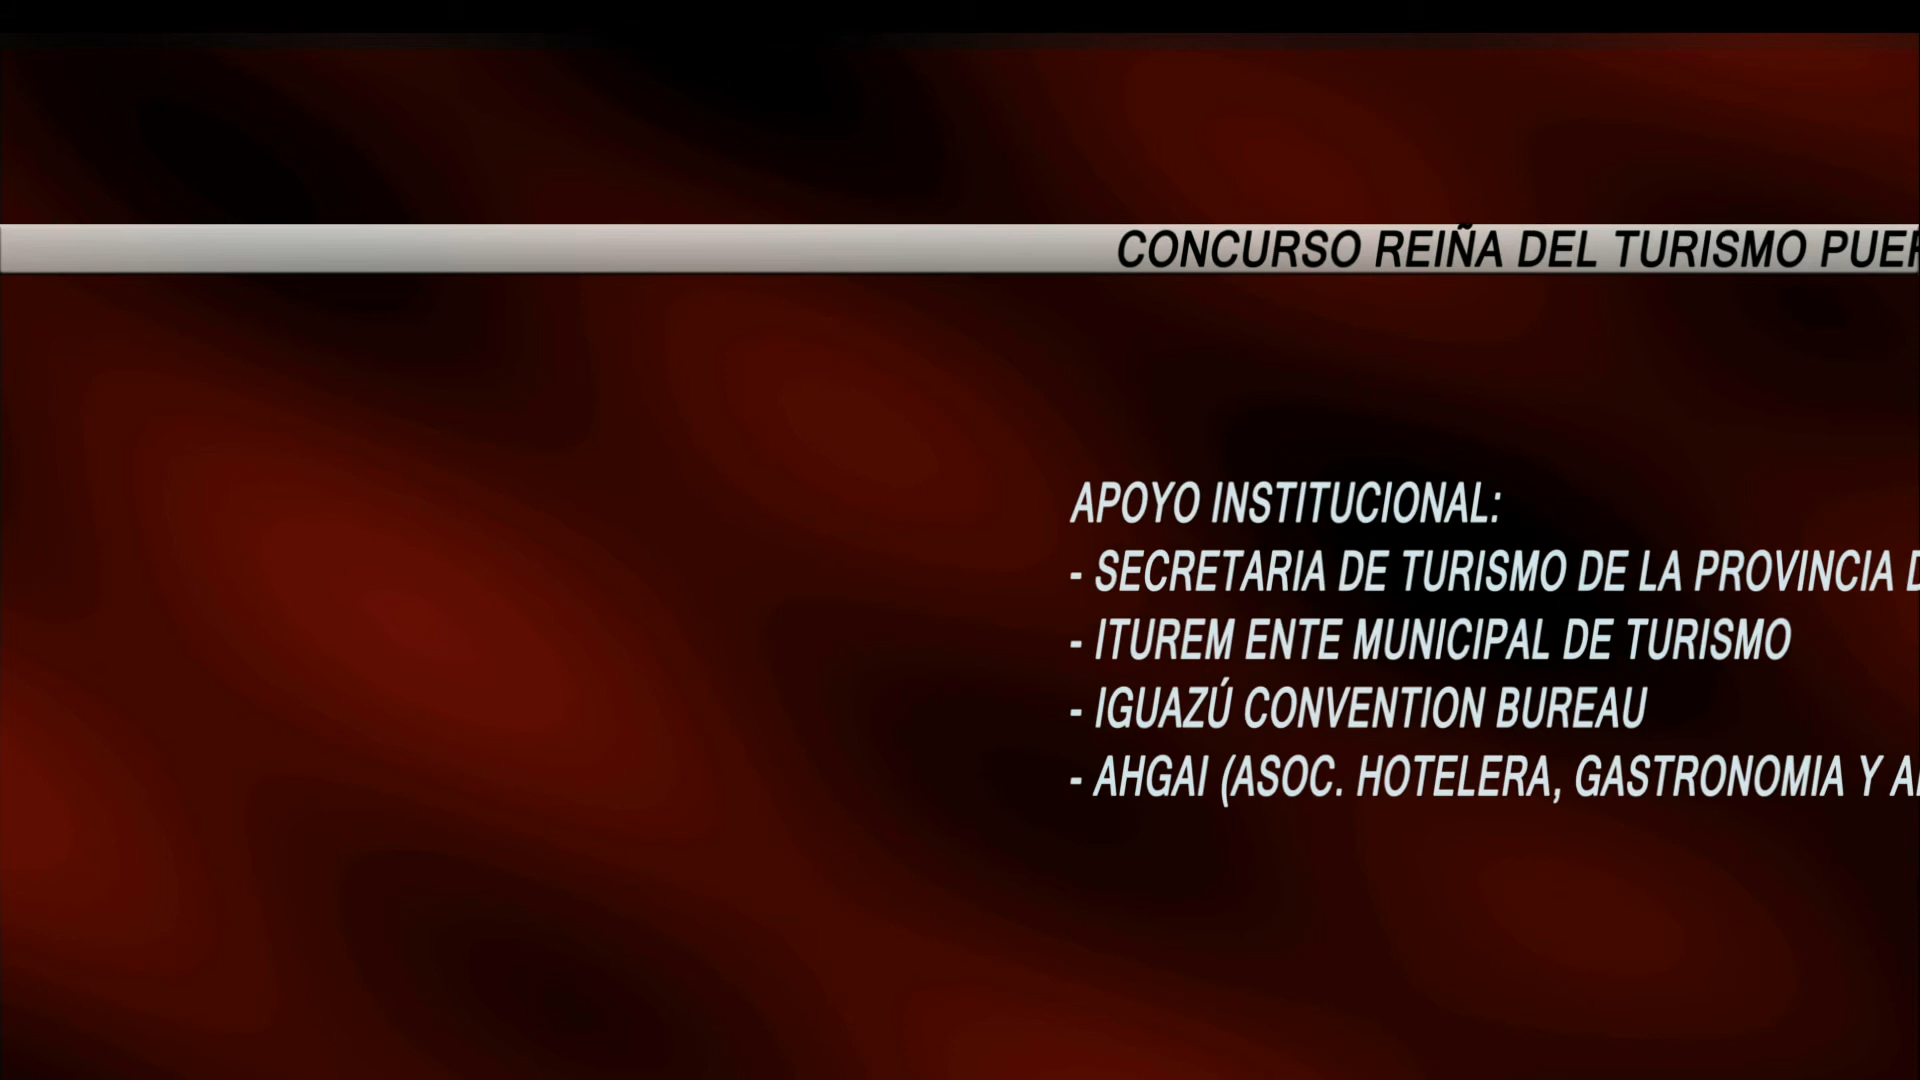 CONCURSO REIÑA DEL TURISMO
APOYO INSTITUCIONAL:
- SECRETARIA DE TURISMO DE LA PROVINCIA
- ITUREM ENTE MUNICIPAL DE TURISMO
- IGUAZÚ CONVENTION BUREAU
- AHGAI (ASOC. HOTELERA, GASTRONOMIA Y